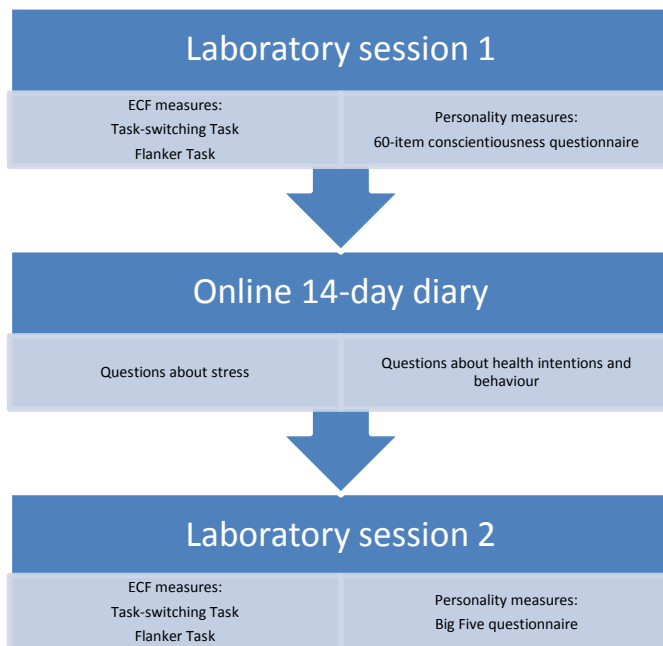 Laboratory session 1
ECF measures:
Task-switching Task
Flanker Task
Personality measures:
60-item conscientiousness questionnaire
Online 14-day diary
Questions about stress
Questions about health intentions and
behaviour
Laboratory session 2
ECF measures:
Task-switching Task
Flanker Task
Personality measures:
Big Five questionnaire